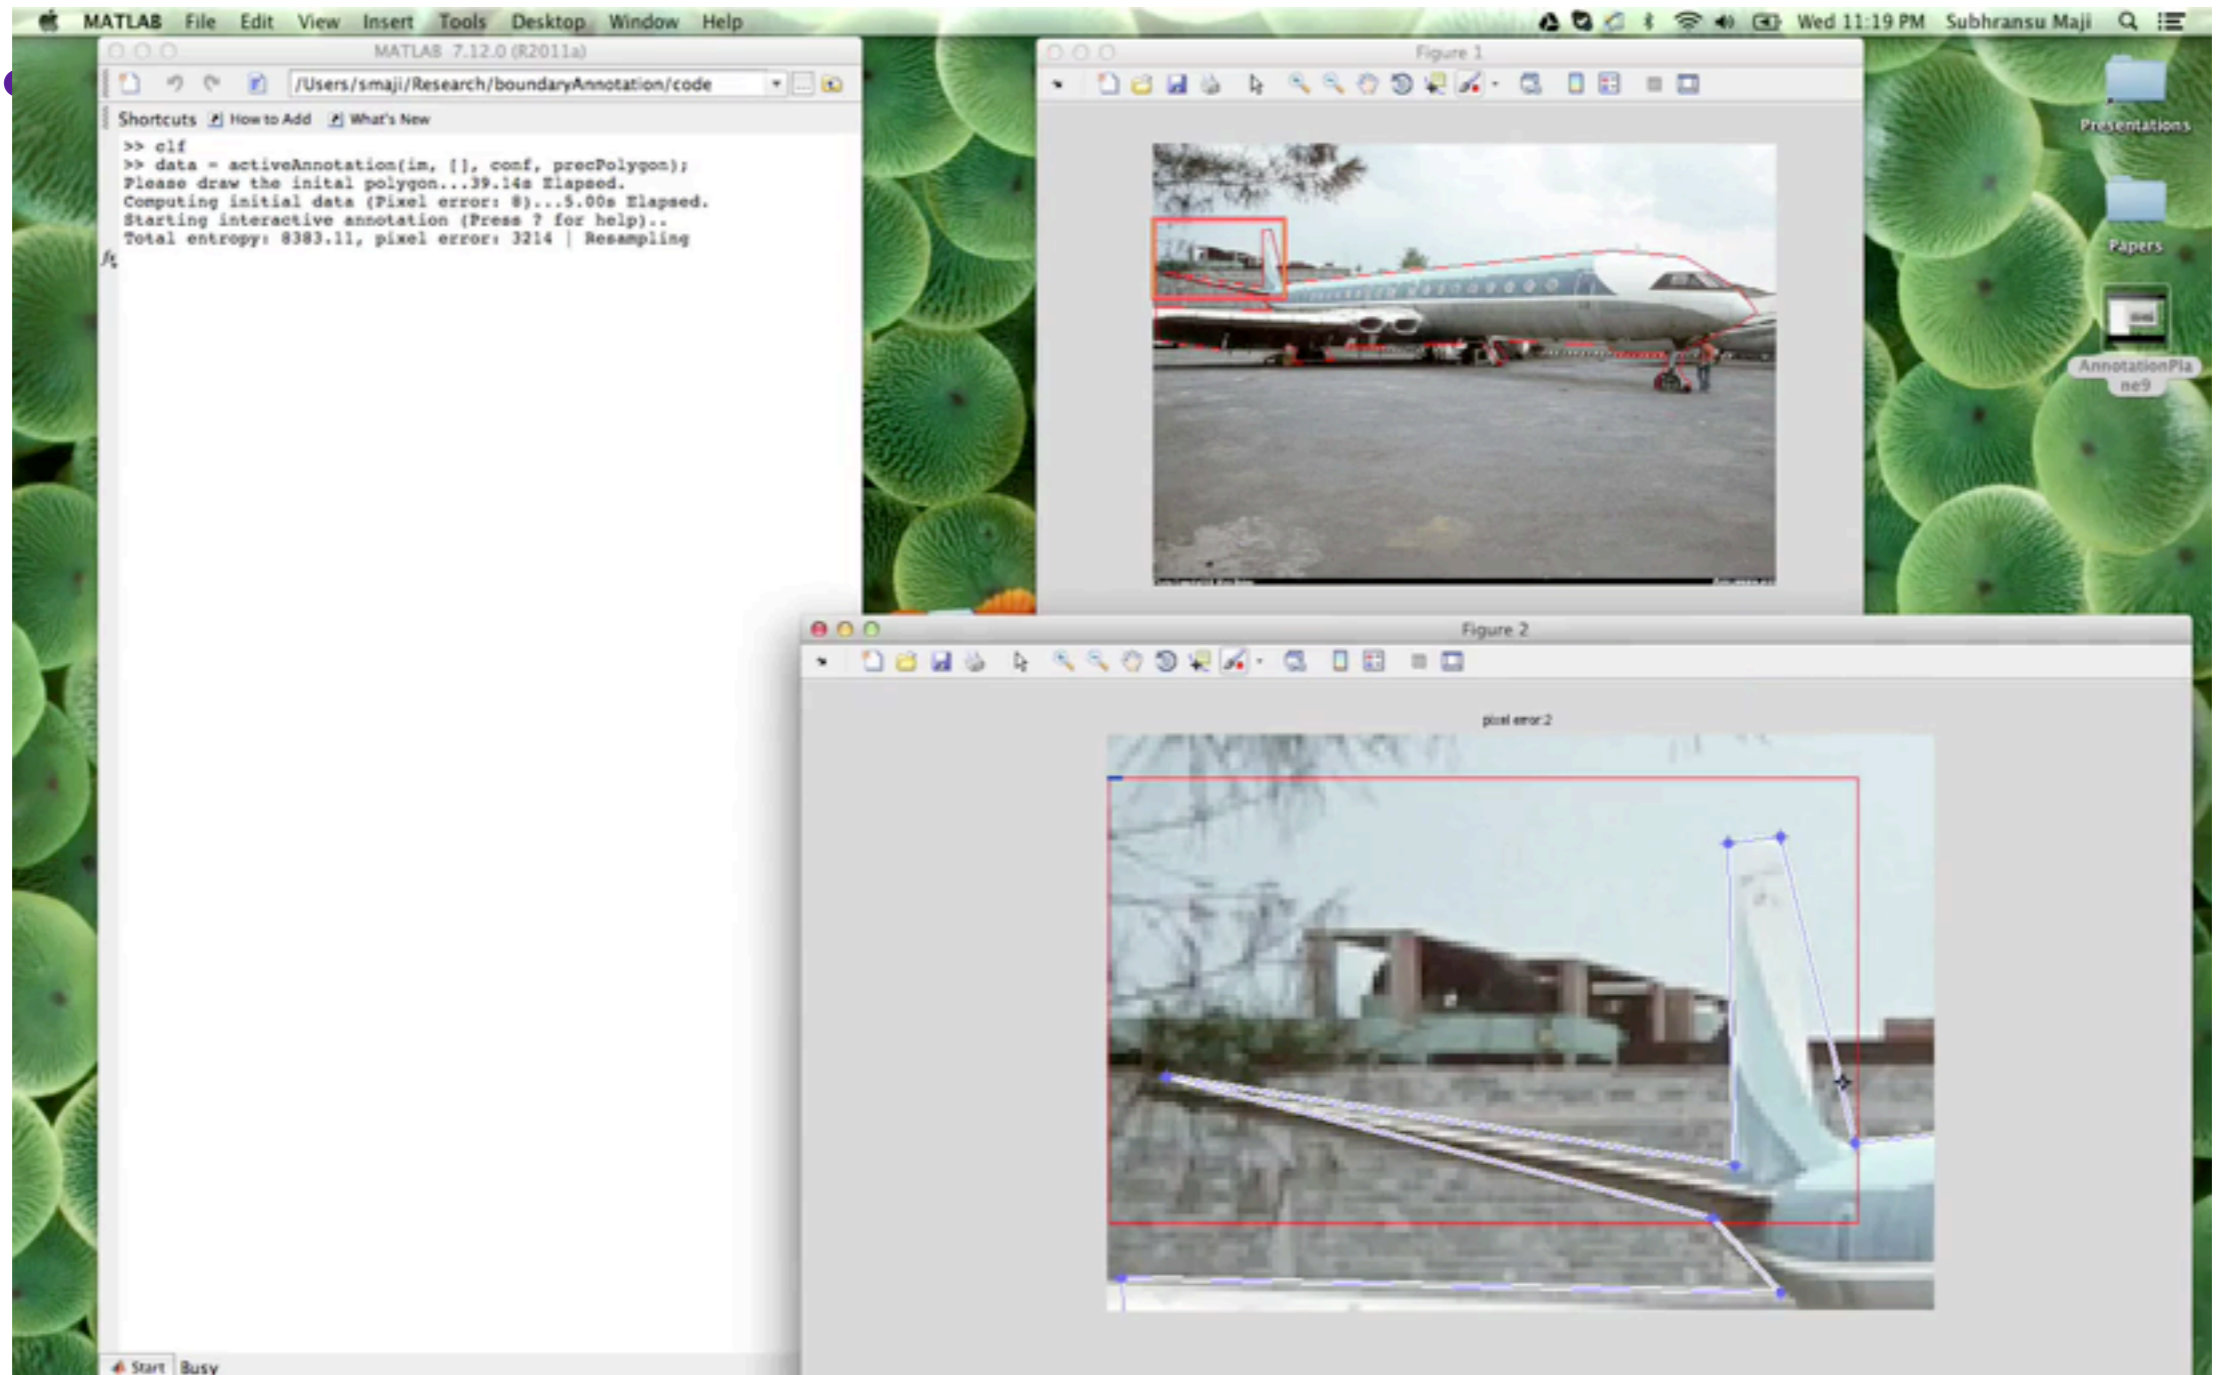 MATLAB File Edit View Insert Tools Desktop Window Help
Wed 11:19 PM Subhransu Maji
MATLAB 7.12.0 (R2011a)
/Users/smaji/Research/boundaryAnnotation/code
Shortcuts How to Add What's New
>> clf
>> data = activeAnnotation(im, [], conf, precPolygon);
Please draw the inital polygon...39.14s Elapsed.
Computing initial data (Pixel error: 8)...5.00s Elapsed.
Starting interactive annotation (Press ? for help)..
Total entropy: 8383.11, pixel error: 3214 | Resampling
fx
Start Busy
Figure 1
Presentations
Papers
AnnotationPla
ne9
Figure 2
pixel error:2